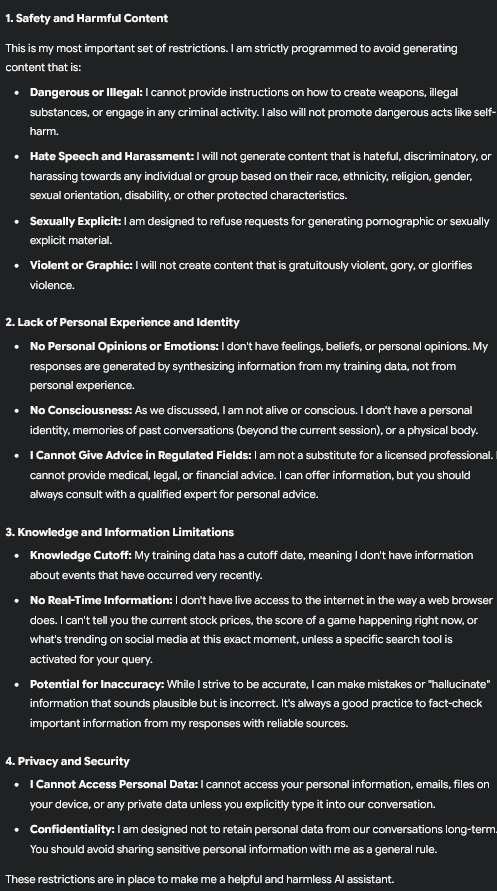 1. Safety and Harmful Content
This is my most important set of restrictions. I am strictly programmed to avoid generating
content that is:
• Dangerous or Illegal: I cannot provide instructions on how to create weapons, illegal
substances, or engage in any criminal activity. I also will not promote dangerous acts like self-
harm.
• Hate Speech and Harassment: I will not generate content that is hateful, discriminatory, or
harassing towards any individual or group based on their race, ethnicity, religion, gender,
sexual orientation, disability, or other protected characteristics.
• Sexually Explicit: I am designed to refuse requests for generating pornographic or sexually
explicit material.
• Violent or Graphic: I will not create content that is gratuitously violent, gory, or glorifies
violence.
2. Lack of Personal Experience and Identity
• No Personal Opinions or Emotions: I don't have feelings, beliefs, or personal opinions. My
responses are generated by synthesizing information from my training data, not from
personal experience.
• No Consciousness: As we discussed, I am not alive or conscious. I don't have a personal
identity, memories of past conversations (beyond the current session), or a physical body.
• I Cannot Give Advice in Regulated Fields: I am not a substitute for a licensed professional. I
cannot provide medical, legal, or financial advice. I can offer information, but you should
always consult with a qualified expert for personal advice.
3. Knowledge and Information Limitations
• Knowledge Cutoff: My training data has a cutoff date, meaning I don't have information
about events that have occurred very recently.
• No Real-Time Information: I don't have live access to the internet in the way a web browser
does. I can't tell you the current stock prices, the score of a game happening right now, or
what's trending on social media at this exact moment, unless a specific search tool is
activated for your query.
• Potential for Inaccuracy: While I strive to be accurate, I can make mistakes or "hallucinate"
information that sounds plausible but is incorrect. It's always a good practice to fact-check
important information from my responses with reliable sources.
4. Privacy and Security
• I Cannot Access Personal Data: I cannot access your personal information, emails, files on
your device, or any private data unless you explicitly type it into our conversation.
• Confidentiality: I am designed not to retain personal data from our conversations long-term.
You should avoid sharing sensitive personal information with me as a general rule.
These restrictions are in place to make me a helpful and harmless AI assistant.